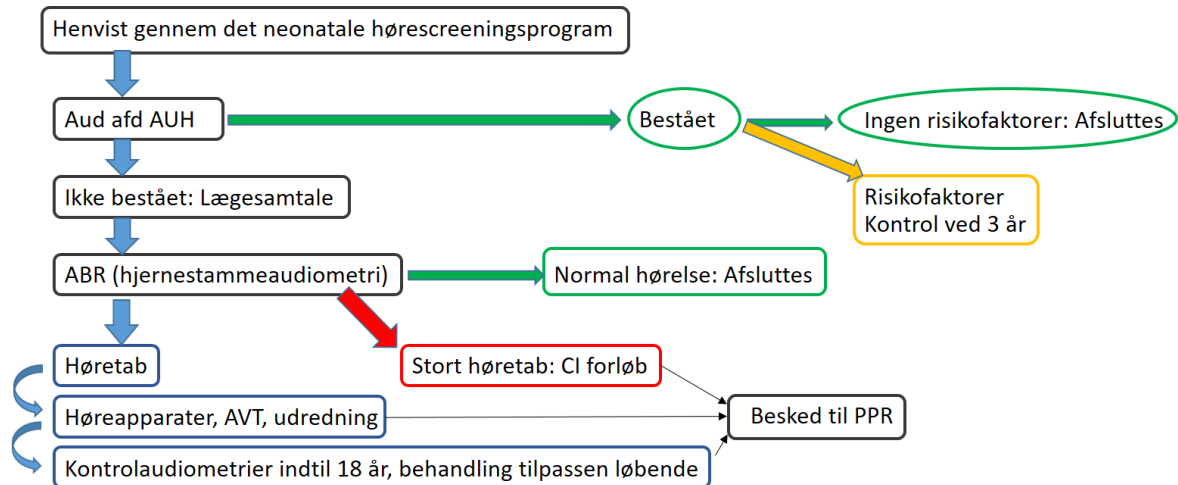 Henvist gennem det neonatale hørescreeningsprogram
Aud afd AUH
Bestået
Ingen risikofaktorer: Afsluttes
Ikke bestået: Lægesamtale
Risikofaktorer
Kontrol ved 3 år
ABR (hjernestammeaudiometri)
Normal hørelse: Afsluttes
Høretab
Stort høretab: CI forløb
Høreapparater, AVT, udredning
Besked til PPR
Kontrolaudiometrier indtil 18 år, behandling tilpassen løbende